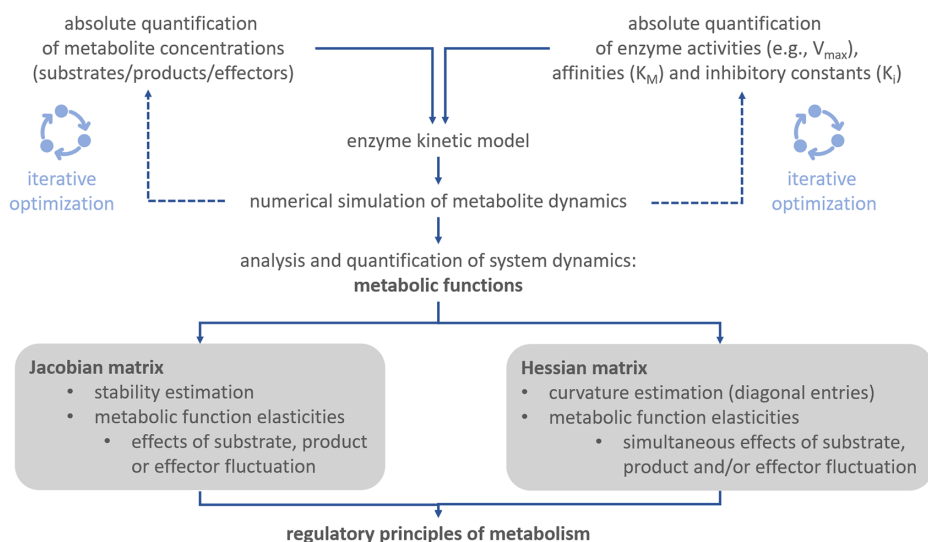 absolute quantification
of metabolite concentrations
(substrates/products/effectors)
absolute quantification
of enzyme activities (e.g., Vmax),
affinities (KM) and inhibitory constants (Ki)
enzyme kinetic model
iterative
optimization
iterative
optimization
numerical simulation of metabolite dynamics
analysis and quantification of system dynamics:
metabolic functions
Jacobian matrix
• stability estimation
• metabolic function elasticities
• effects of substrate, product
or effector fluctuation
Hessian matrix
• curvature estimation (diagonal entries)
• metabolic function elasticities
• simultaneous effects of substrate,
product and/or effector fluctuation
regulatory principles of metabolism